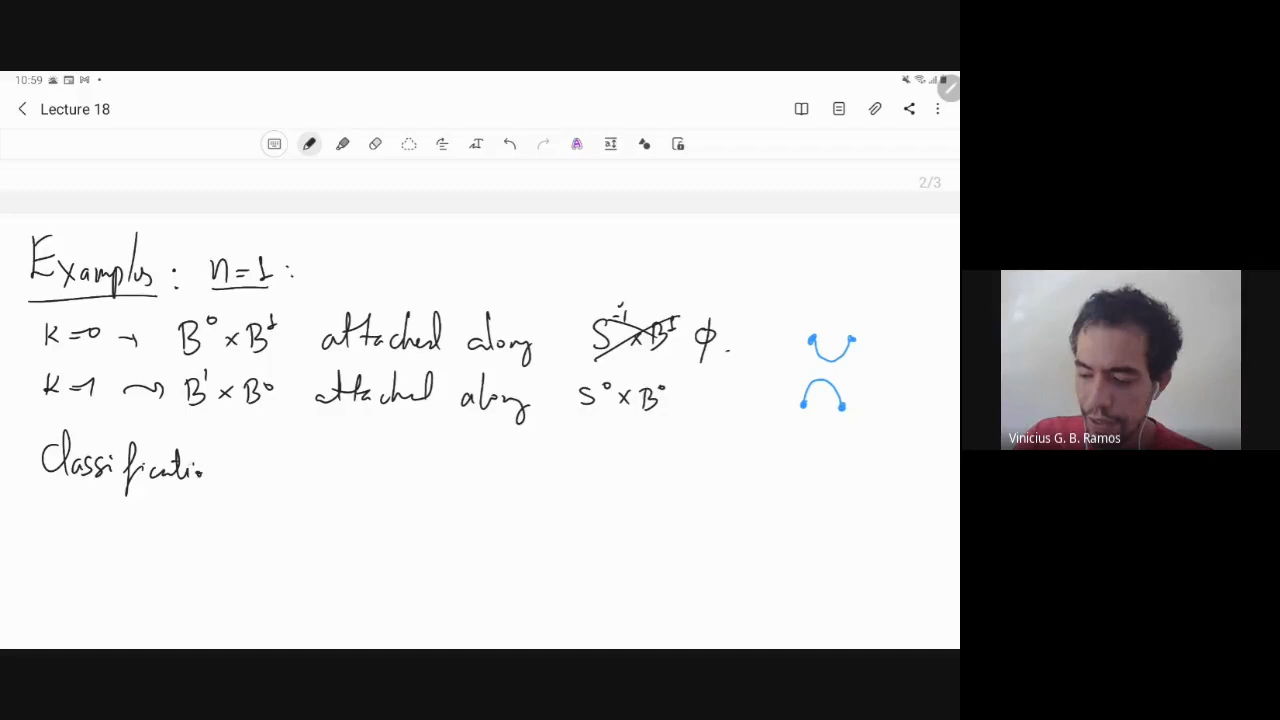 10:59
Lecture 18
2/3
Examples: n=1:
K=0 → B⁰ × B¹ attached along S⁻¹×B¹ ϕ.
K=1 ⤳ B¹ × B⁰ attached along S⁰ × B⁰
Classificatio
Vinicius G. B. Ramos